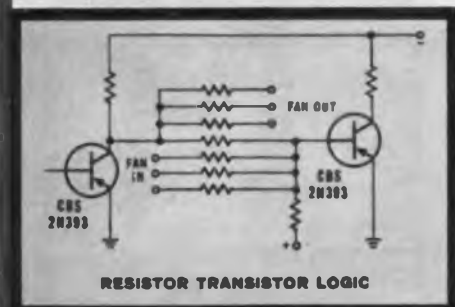 -
FAN OUT
FAN
IN
CBS
2N393
CBS
2N393
+
RESISTOR TRANSISTOR LOGIC